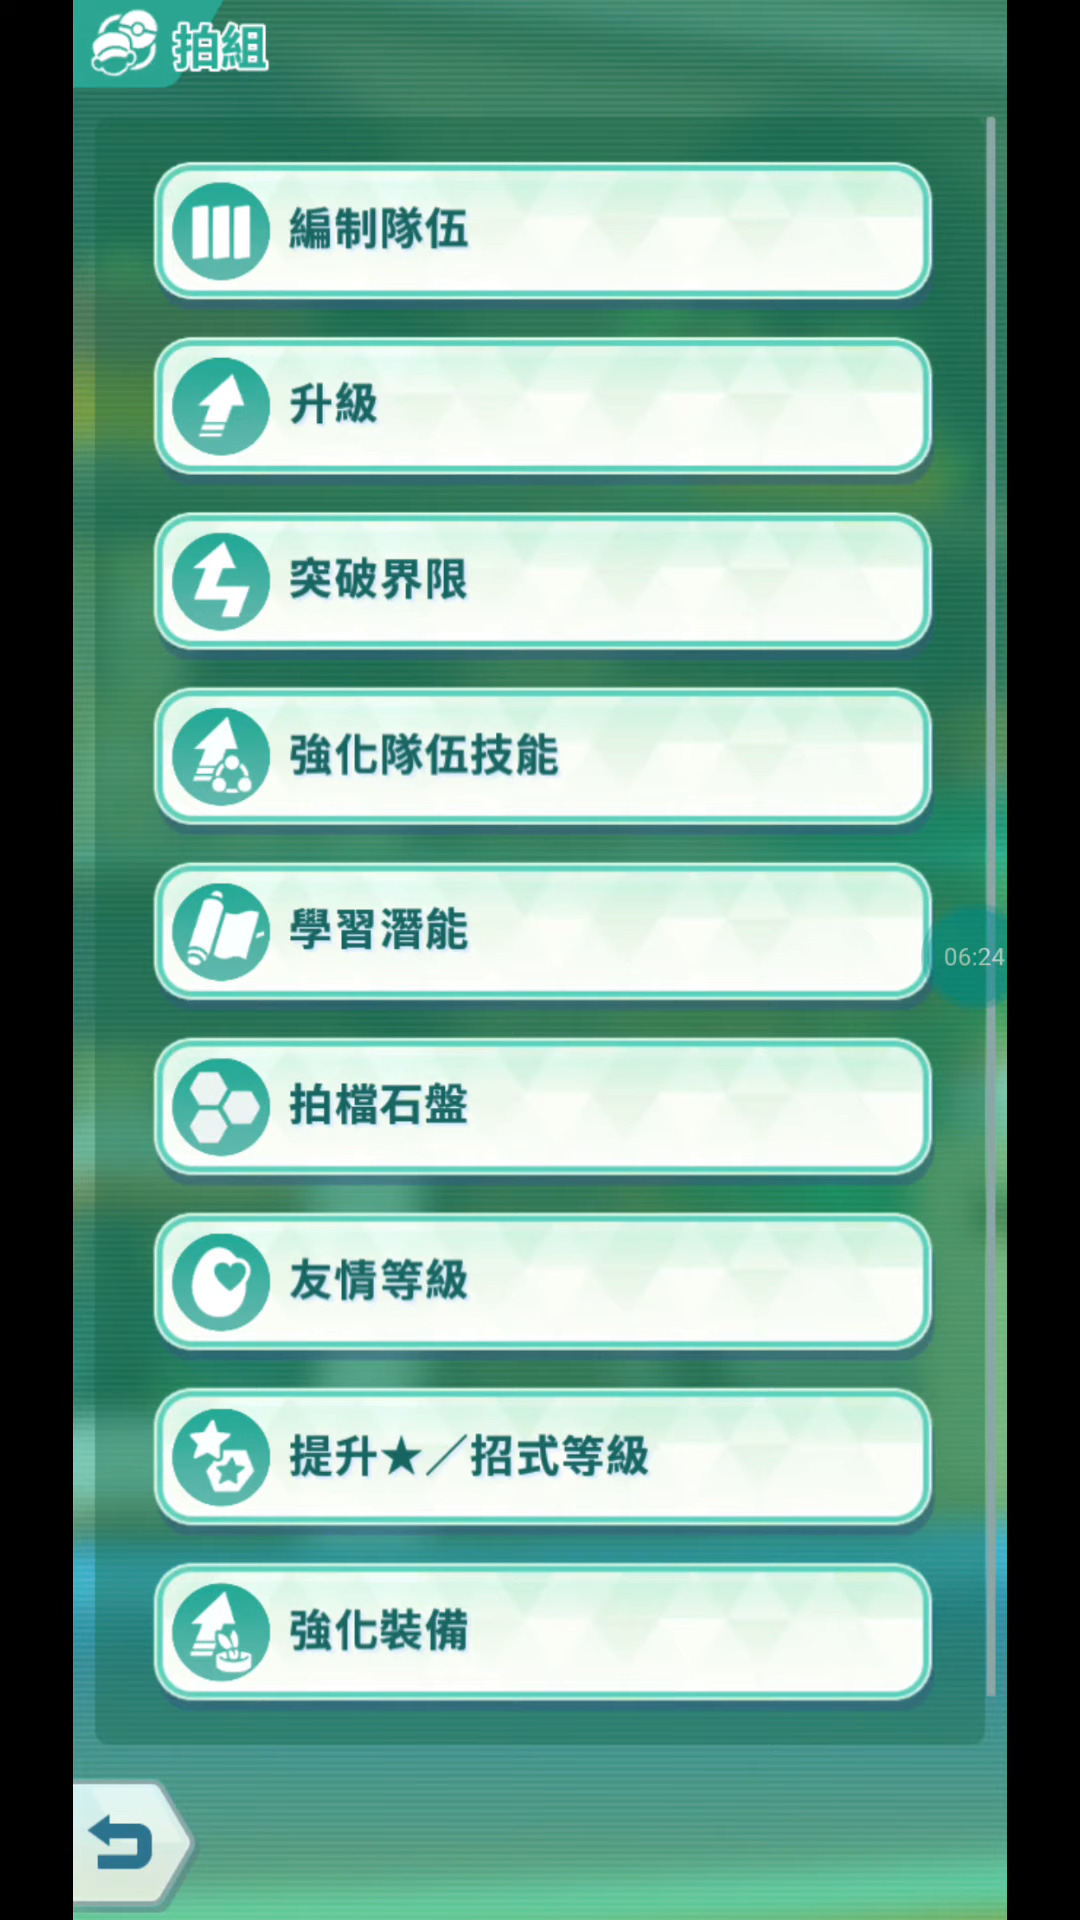 拍組
編制隊伍
升級
突破界限
強化隊伍技能
學習潛能
06:24
拍檔石盤
友情等級
提升★／招式等級
強化裝備